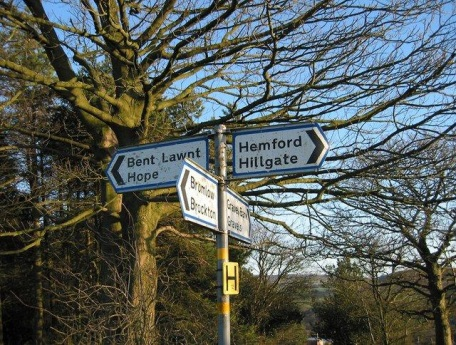 Bent Lawnt
Hope
Hemford
Hillgate
Bromlow
Brockton
H